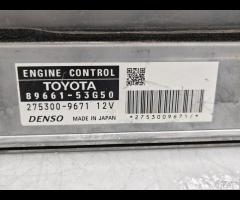 ENGINE CONTROL
TOYOTA
89661-53G50
275300-9671 12V
DENSO MADE IN JAPAN
*2753009671/*